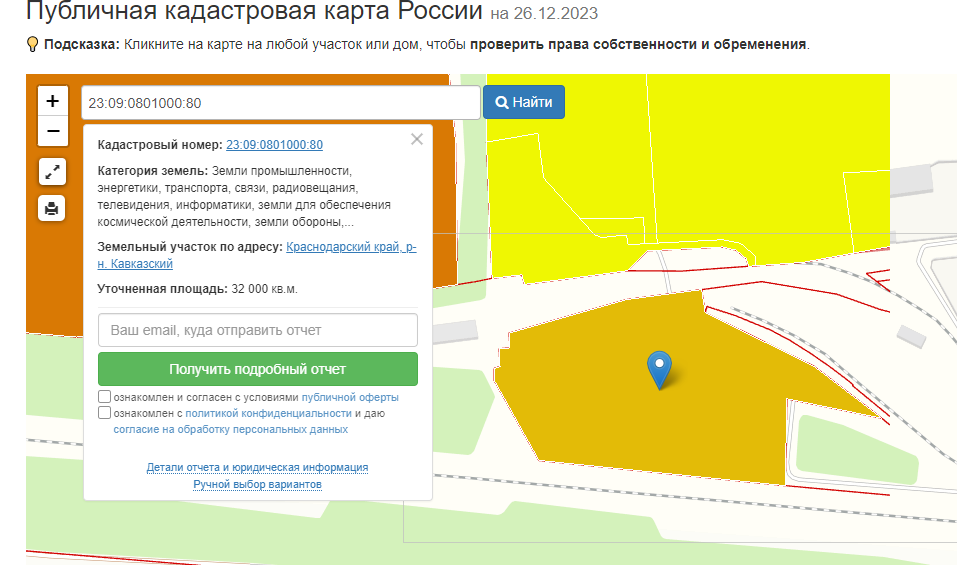 Публичная кадастровая карта России на 26.12.2023
Подсказка: Кликните на карте на любой участок или дом, чтобы проверить права собственности и обременения.
+
23:09:0801000:80
Найти
−
Кадастровый номер: 23:09:0801000:80
Категория земель: Земли промышленности,
энергетики, транспорта, связи, радиовещания,
телевидения, информатики, земли для обеспечения
космической деятельности, земли обороны,...
Земельный участок по адресу: Краснодарский край, р-
н. Кавказский
Уточненная площадь: 32 000 кв.м.
Ваш email, куда отправить отчет
Получить подробный отчет
ознакомлен и согласен с условиями публичной оферты
ознакомлен с политикой конфиденциальности и даю
согласие на обработку персональных данных
Детали отчета и юридическая информация
Ручной выбор вариантов